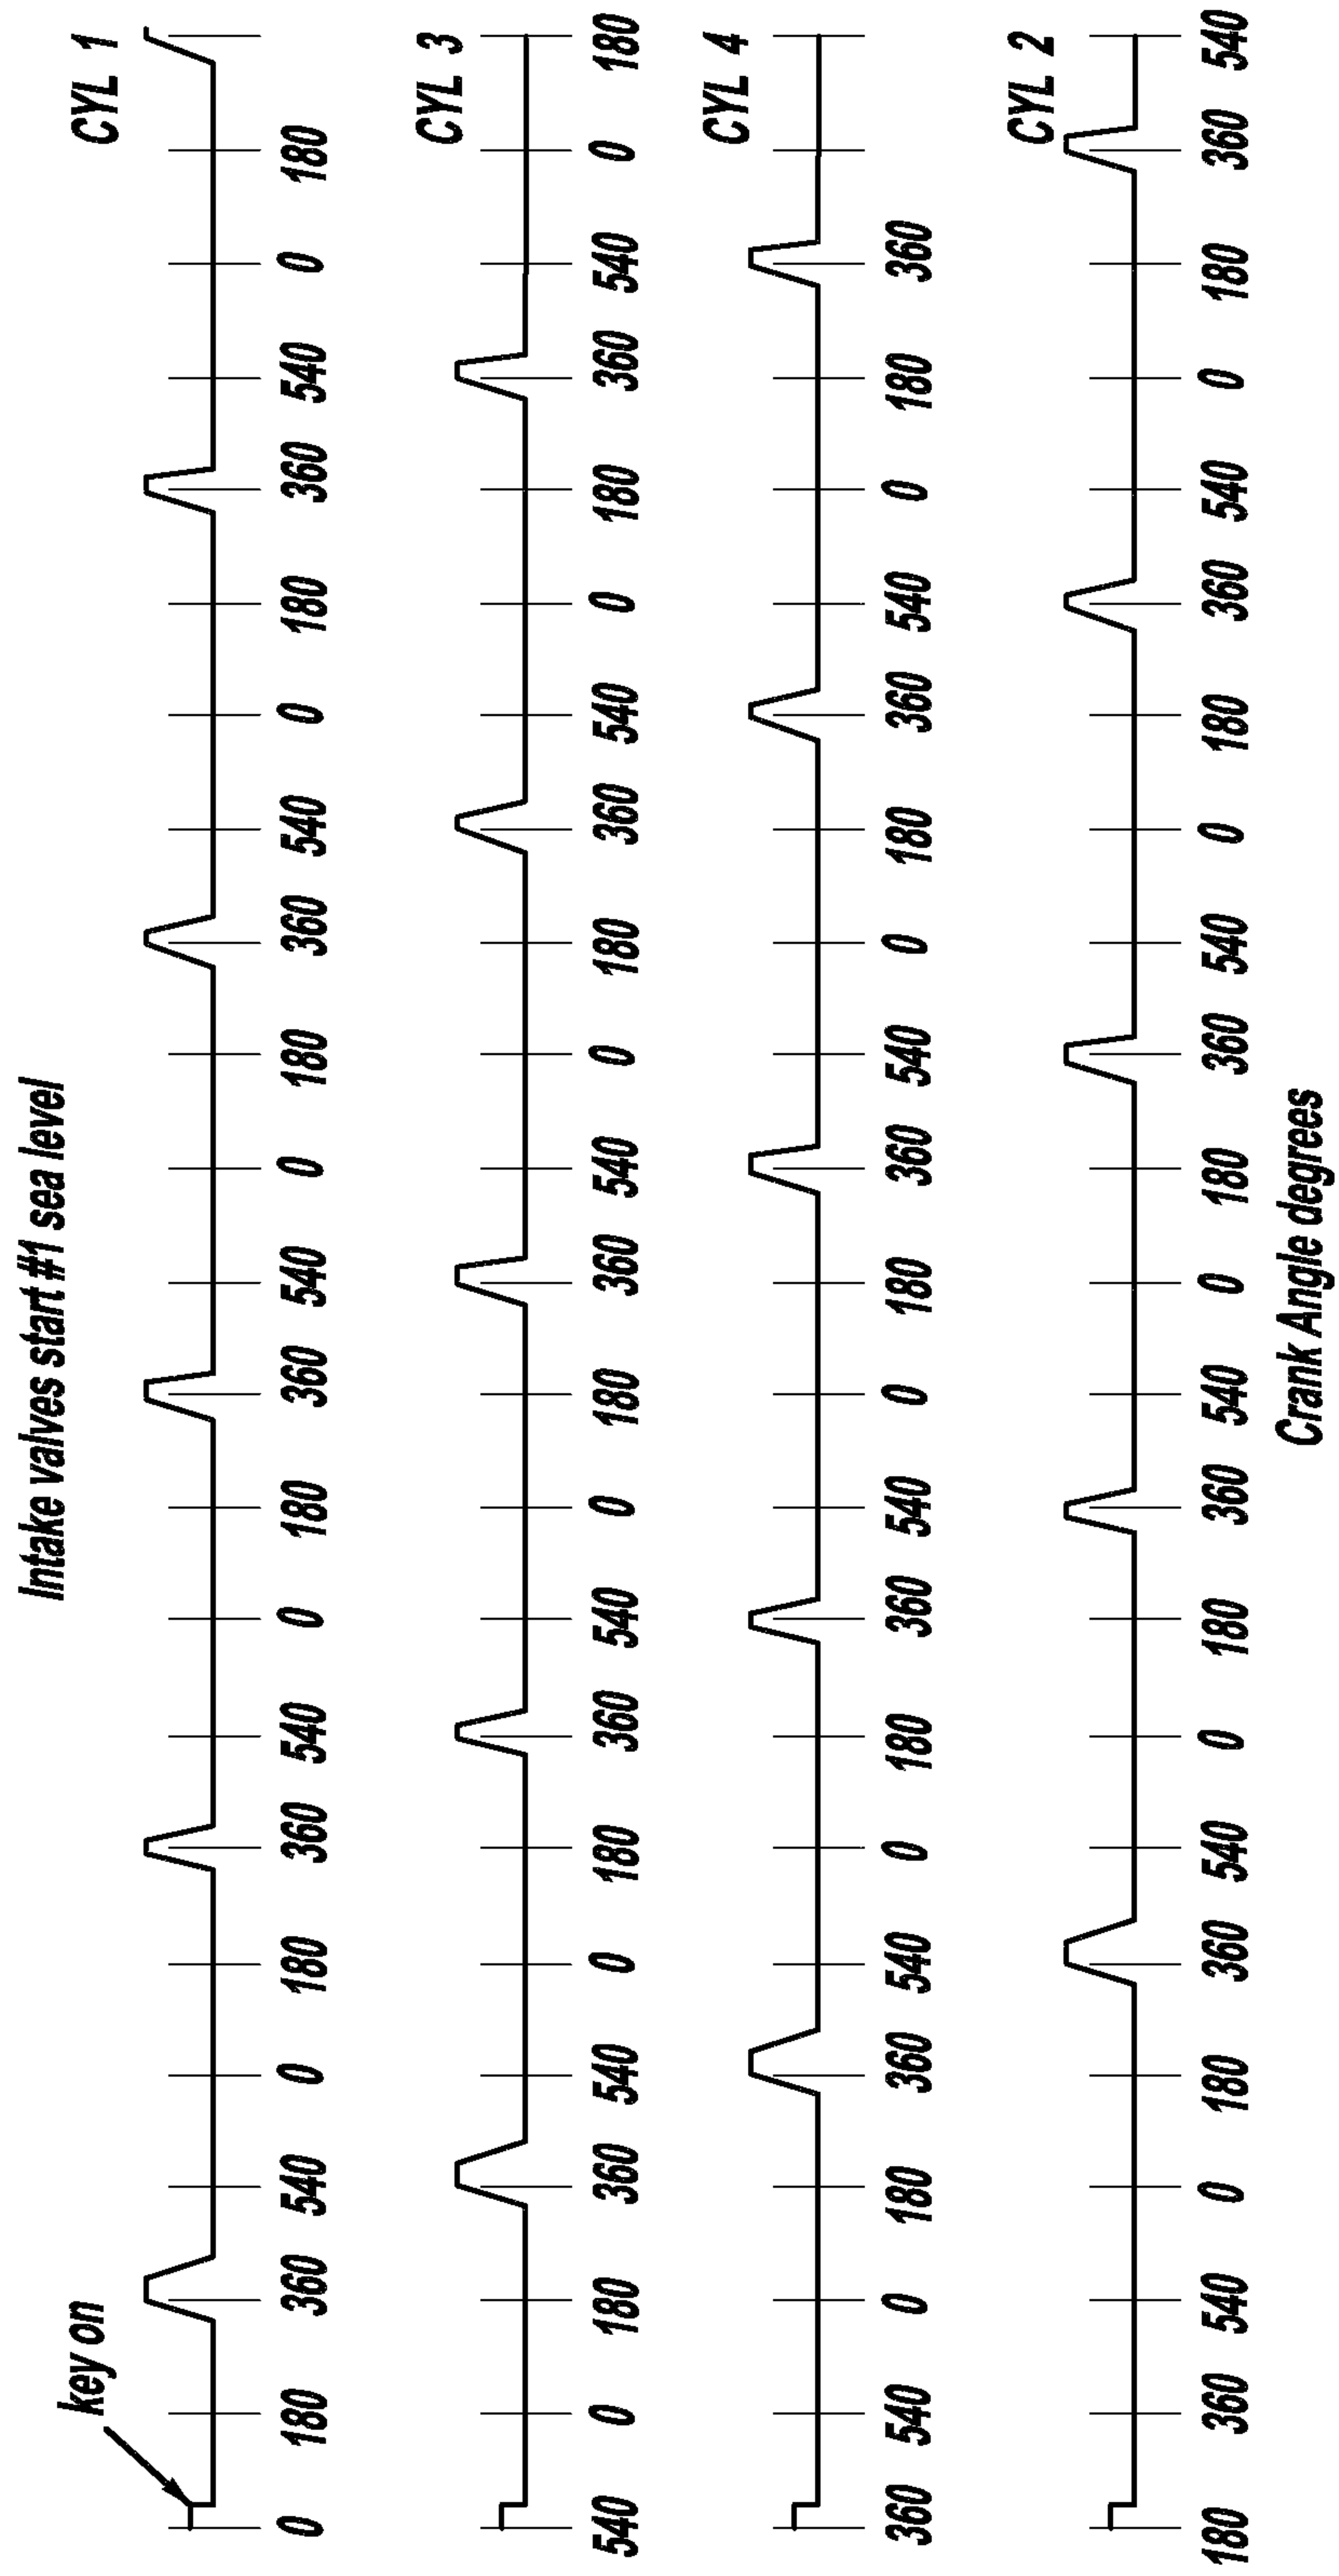 Intake valves start #1 sea level
key on
CYL 1
0 180 360 540 0 180 360 540 0 180 360 540 0 180 360 540 0 180 360 540 0 180
CYL 3
540 0 180 360 540 0 180 360 540 0 180 360 540 0 180 360 540 0 180 360 540 0 180
CYL 4
360 540 0 180 360 540 0 180 360 540 0 180 360 540 0 180 360 540 0 180 360
CYL 2
180 360 540 0 180 360 540 0 180 360 540 0 180 360 540 0 180 360 540 0 180 360 540
Crank Angle degrees